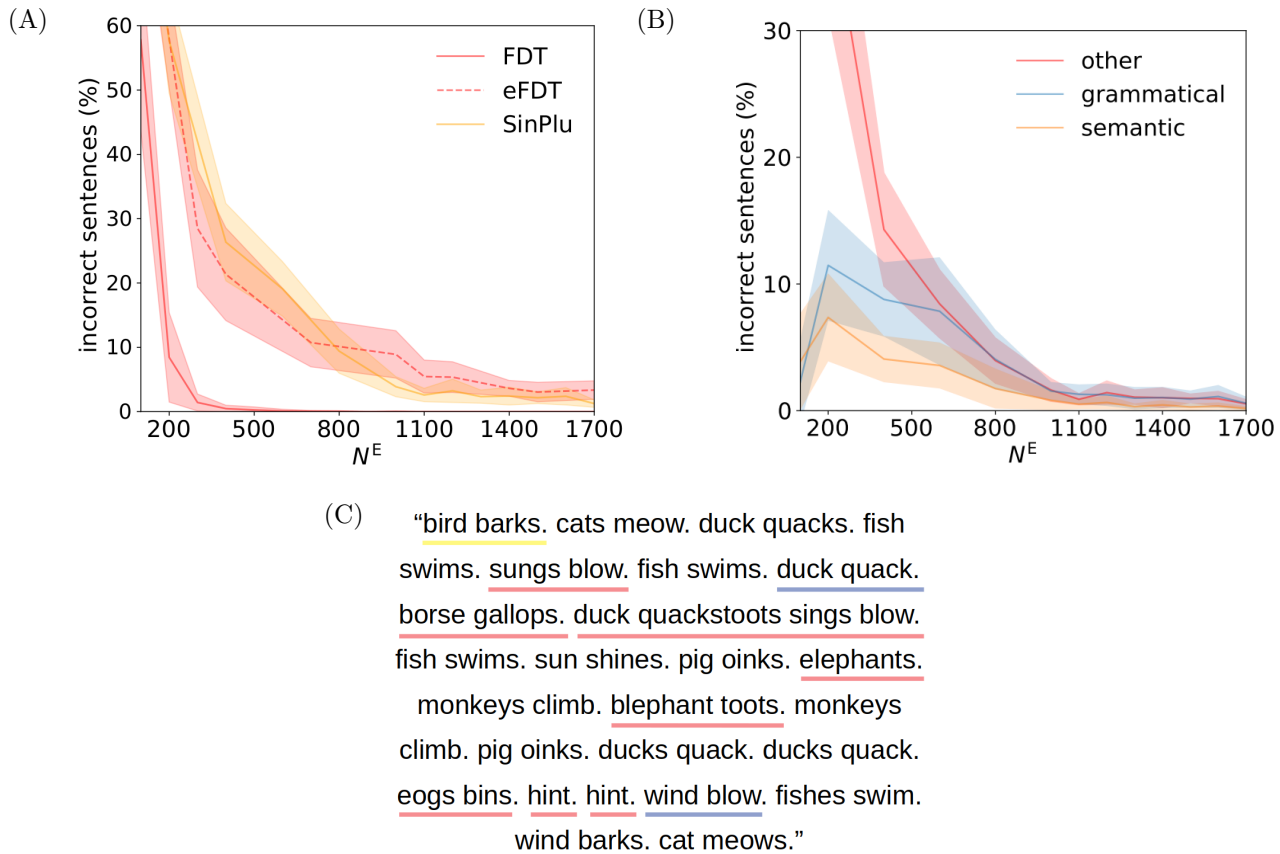 (A)
60
50
40
30
20
10
0
incorrect sentences (%)
FDT
eFDT
SinPlu
200 500 800 1100 1400 1700
N^E
(B)
30
20
10
0
incorrect sentences (%)
other
grammatical
semantic
200 500 800 1100 1400 1700
N^E
(C)
“bird barks. cats meow. duck quacks. fish
swims. sungs blow. fish swims. duck quack.
borse gallops. duck quackstoots sings blow.
fish swims. sun shines. pig oinks. elephants.
monkeys climb. blephant toots. monkeys
climb. pig oinks. ducks quack. ducks quack.
eogs bins. hint. hint. wind blow. fishes swim.
wind barks. cat meows.”